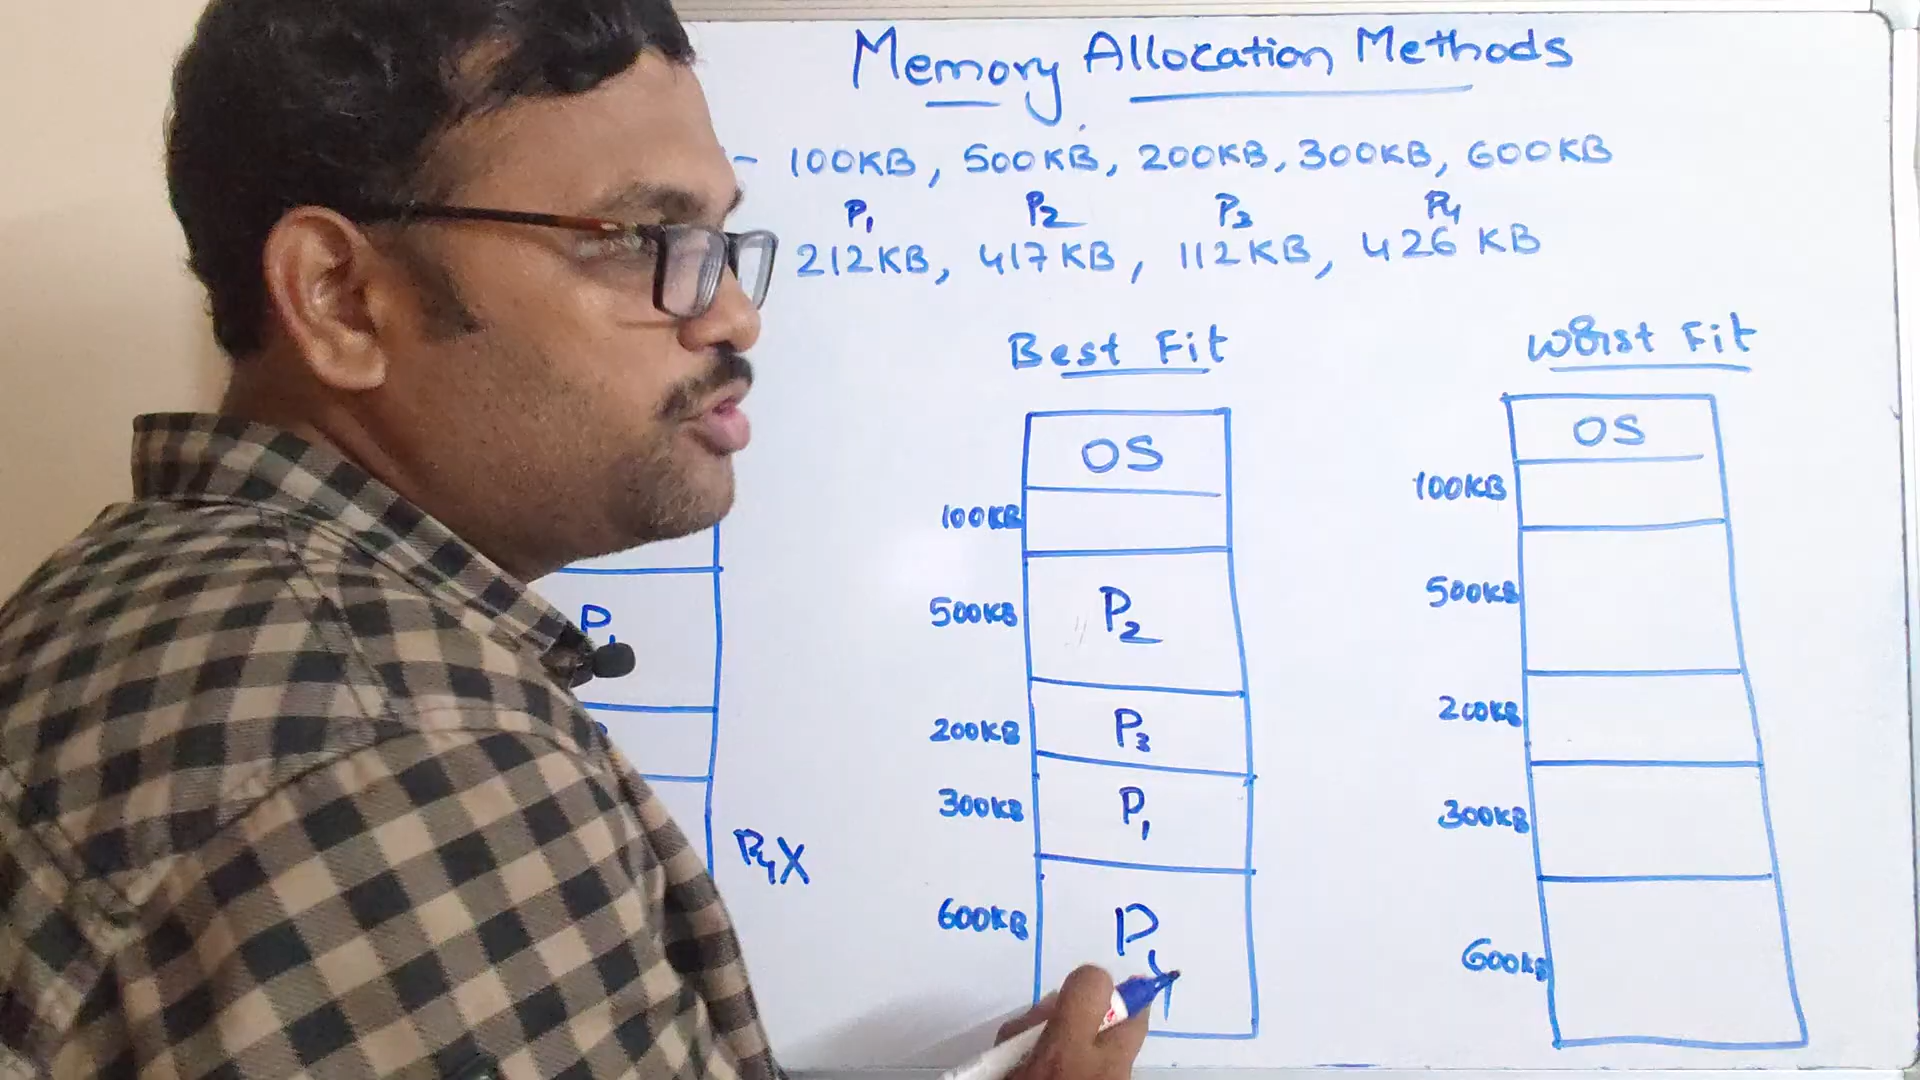 Memory Allocation Methods
- 100KB, 500KB, 200KB, 300KB, 600KB
P1 P2 P3 P4
212KB, 417KB, 112KB, 426KB
Best Fit
Worst Fit
OS
100KB
500KB P2
200KB P3
300KB P1
600KB P4
OS
100KB
500KB
200KB
300KB
600KB
P1
P4X